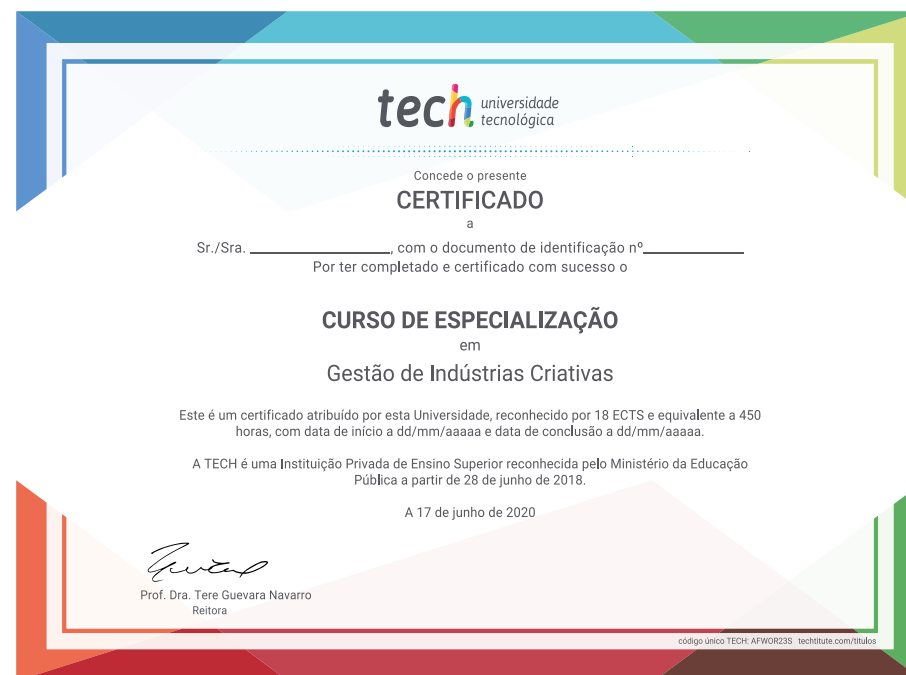 tech universidade
tecnológica
Concede o presente
CERTIFICADO
a
Sr./Sra. ____________________, com o documento de identificação nº______________
Por ter completado e certificado com sucesso o
CURSO DE ESPECIALIZAÇÃO
em
Gestão de Indústrias Criativas
Este é um certificado atribuído por esta Universidade, reconhecido por 18 ECTS e equivalente a 450
horas, com data de início a dd/mm/aaaaa e data de conclusão a dd/mm/aaaaa.
A TECH é uma Instituição Privada de Ensino Superior reconhecida pelo Ministério da Educação
Pública a partir de 28 de junho de 2018.
A 17 de junho de 2020
Prof. Dra. Tere Guevara Navarro
Reitora
código único TECH: AFWOR23S techtitute.com/titulos